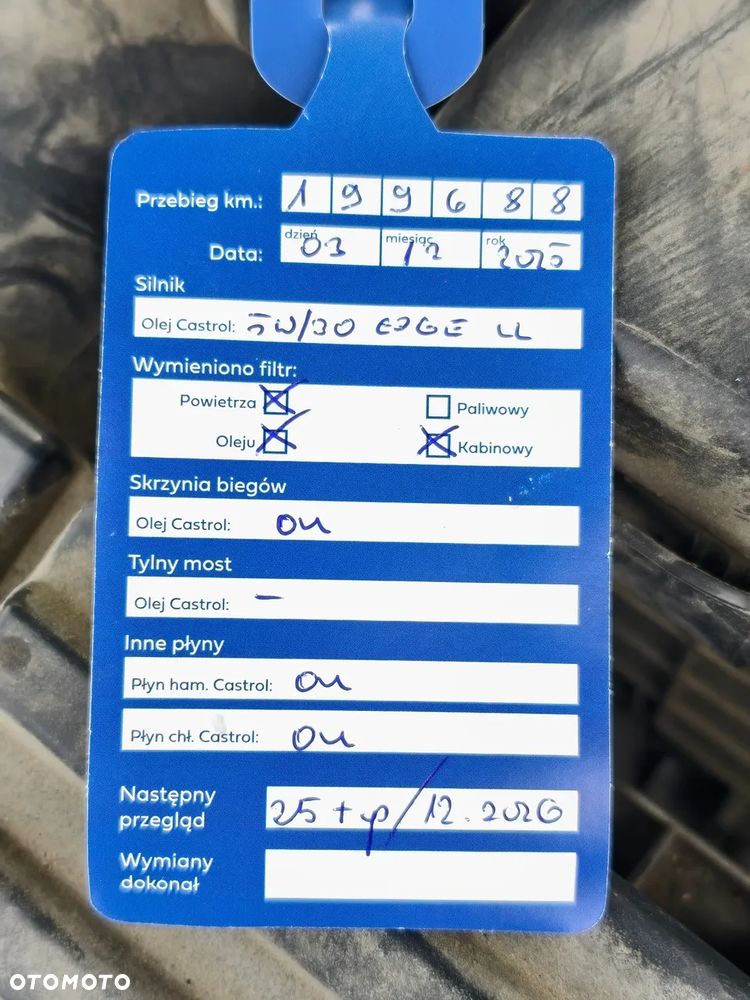 Przebieg km.: 1 9 9 6 8 8
Data: dzień 03 miesiąc 12 rok 2025
Silnik
Olej Castrol: 5W/30 EDGE LL
Wymieniono filtr:
Powietrza Paliwowy
Oleju Kabinowy
Skrzynia biegów
Olej Castrol: OK
Tylny most
Olej Castrol: -
Inne płyny
Płyn ham. Castrol: OK
Płyn chł. Castrol: OK
Następny przegląd 25 t / 12.2026
Wymiany dokonał
OTOMOTO